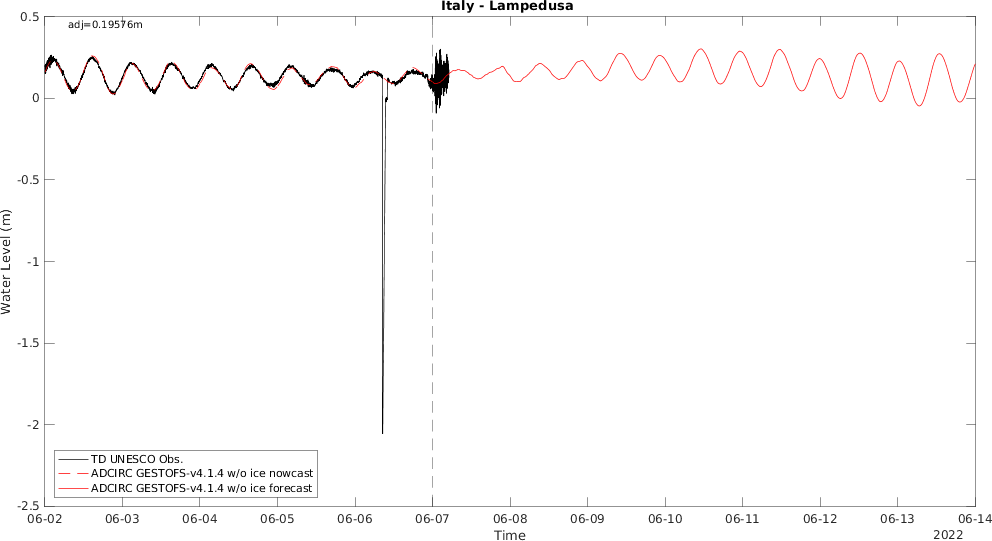 Italy - Lampedusa
adj=0.19576m
0.5
0
-0.5
-1
-1.5
-2
-2.5
Water Level (m)
TD UNESCO Obs.
ADCIRC GESTOFS-v4.1.4 w/o ice nowcast
ADCIRC GESTOFS-v4.1.4 w/o ice forecast
06-02 06-03 06-04 06-05 06-06 06-07 06-08 06-09 06-10 06-11 06-12 06-13 06-14
Time
2022